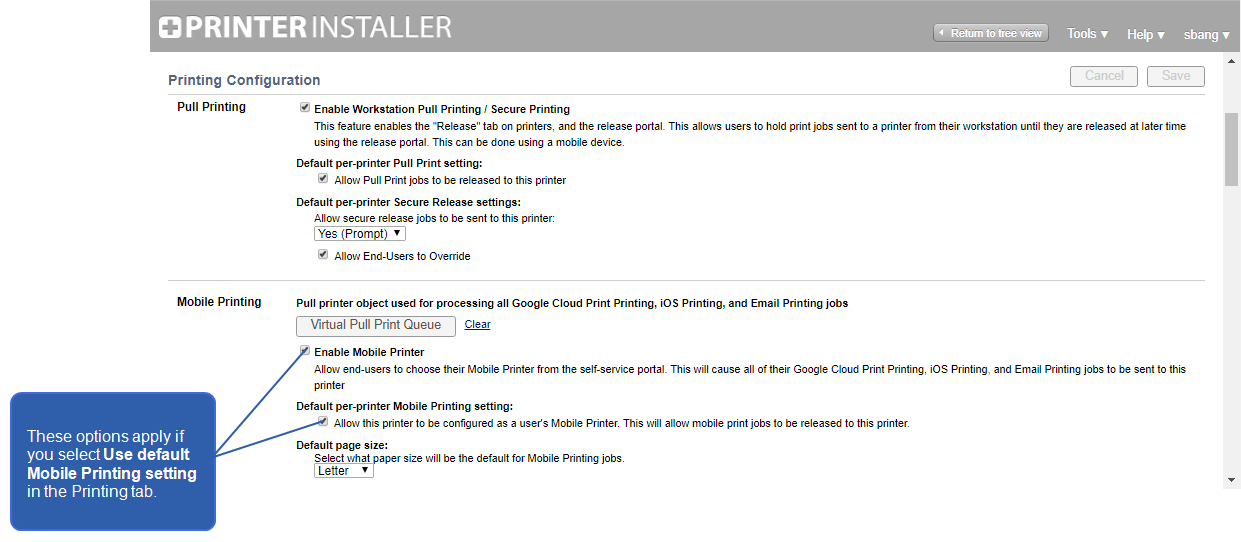 PRINTERINSTALLER
Return to tree view Tools ▾ Help ▾ sbang ▾
Printing Configuration Cancel Save
Pull Printing Enable Workstation Pull Printing / Secure Printing
This feature enables the "Release" tab on printers, and the release portal. This allows users to hold print jobs sent to a printer from their workstation until they are released at later time
using the release portal. This can be done using a mobile device.
Default per-printer Pull Print setting:
Allow Pull Print jobs to be released to this printer
Default per-printer Secure Release settings:
Allow secure release jobs to be sent to this printer:
Yes (Prompt)
Allow End-Users to Override
Mobile Printing Pull printer object used for processing all Google Cloud Print Printing, iOS Printing, and Email Printing jobs
Virtual Pull Print Queue Clear
Enable Mobile Printer
Allow end-users to choose their Mobile Printer from the self-service portal. This will cause all of their Google Cloud Print Printing, iOS Printing, and Email Printing jobs to be sent to this
printer
Default per-printer Mobile Printing setting:
Allow this printer to be configured as a user's Mobile Printer. This will allow mobile print jobs to be released to this printer.
Default page size:
Select what paper size will be the default for Mobile Printing jobs.
Letter
These options apply if
you select Use default
Mobile Printing setting
in the Printing tab.